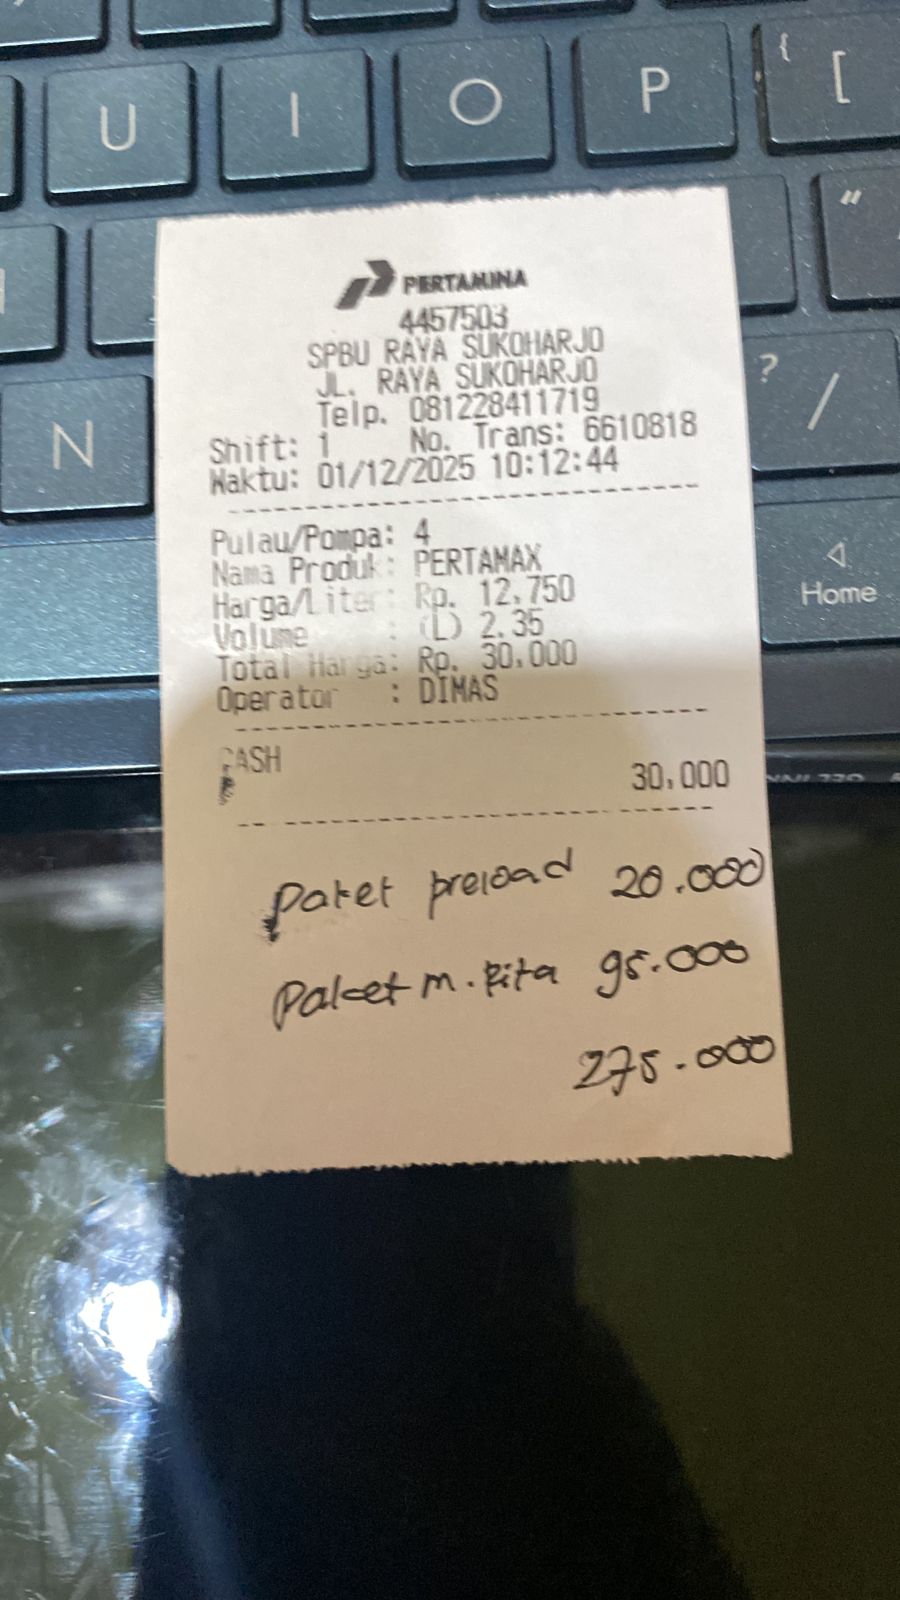 U I O P { [
"
N ? /
Home
PERTAMINA
4457503
SPBU RAYA SUKOHARJO
JL. RAYA SUKOHARJO
Telp. 081228411719
Shift: 1 No. Trans: 6610818
Waktu: 01/12/2025 10:12:44
Pulau/Pompa: 4
Nama Produk: PERTAMAX
Harga/Liter: Rp. 12,750
Volume : (L) 2.35
Total Harga: Rp. 30,000
Operator : DIMAS
CASH
30,000
Paket preload 20.000
Paket m. kita 95.000
275.000